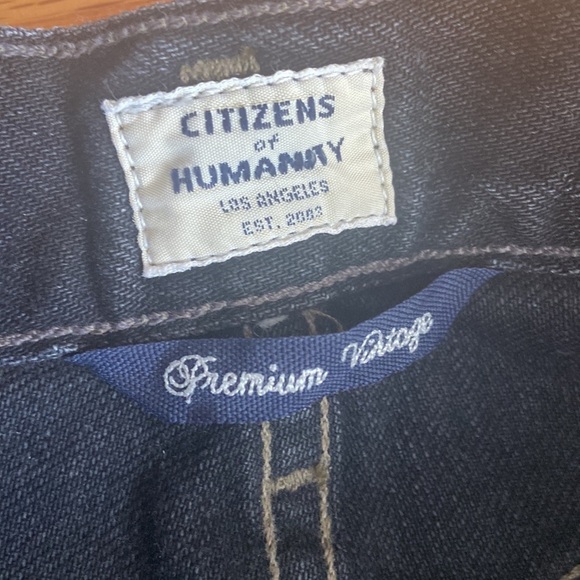 CITIZENS
of
HUMANITY
LOS ANGELES
EST. 2003
Premium Vintage